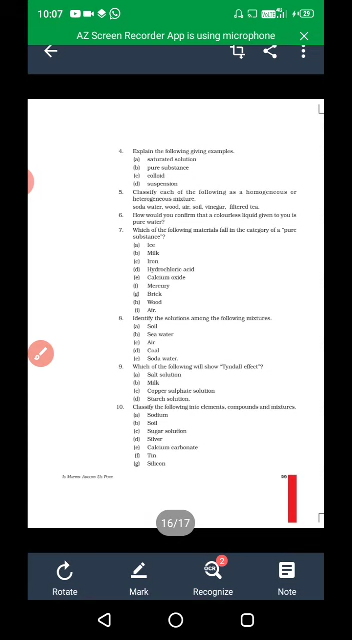 10:07
29
AZ Screen Recorder App is using microphone
4. Explain the following giving examples.
(a) saturated solution
(b) pure substance
(c) colloid
(d) suspension
5. Classify each of the following as a homogeneous or
heterogeneous mixture.
soda water, wood, air, soil, vinegar, filtered tea.
6. How would you confirm that a colourless liquid given to you is
pure water?
7. Which of the following materials fall in the category of a "pure
substance"?
(a) Ice
(b) Milk
(c) Iron
(d) Hydrochloric acid
(e) Calcium oxide
(f) Mercury
(g) Brick
(h) Wood
(i) Air.
8. Identify the solutions among the following mixtures.
(a) Soil
(b) Sea water
(c) Air
(d) Coal
(e) Soda water.
9. Which of the following will show "Tyndall effect"?
(a) Salt solution
(b) Milk
(c) Copper sulphate solution
(d) Starch solution.
10. Classify the following into elements, compounds and mixtures.
(a) Sodium
(b) Soil
(c) Sugar solution
(d) Silver
(e) Calcium carbonate
(f) Tin
(g) Silicon
16/17
2
OCR
Rotate Mark Recognize Note